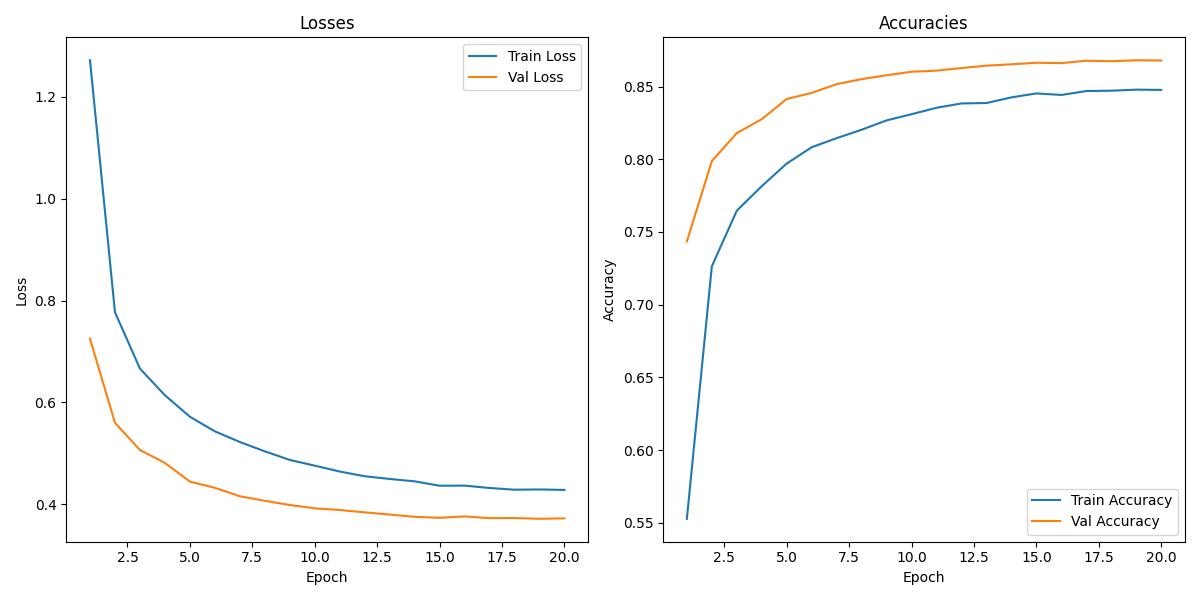 Losses
Train Loss
Val Loss
1.2
1.0
0.8
0.6
0.4
Loss
2.5 5.0 7.5 10.0 12.5 15.0 17.5 20.0
Epoch
Accuracies
0.85
0.80
0.75
0.70
0.65
0.60
0.55
Accuracy
Train Accuracy
Val Accuracy
2.5 5.0 7.5 10.0 12.5 15.0 17.5 20.0
Epoch